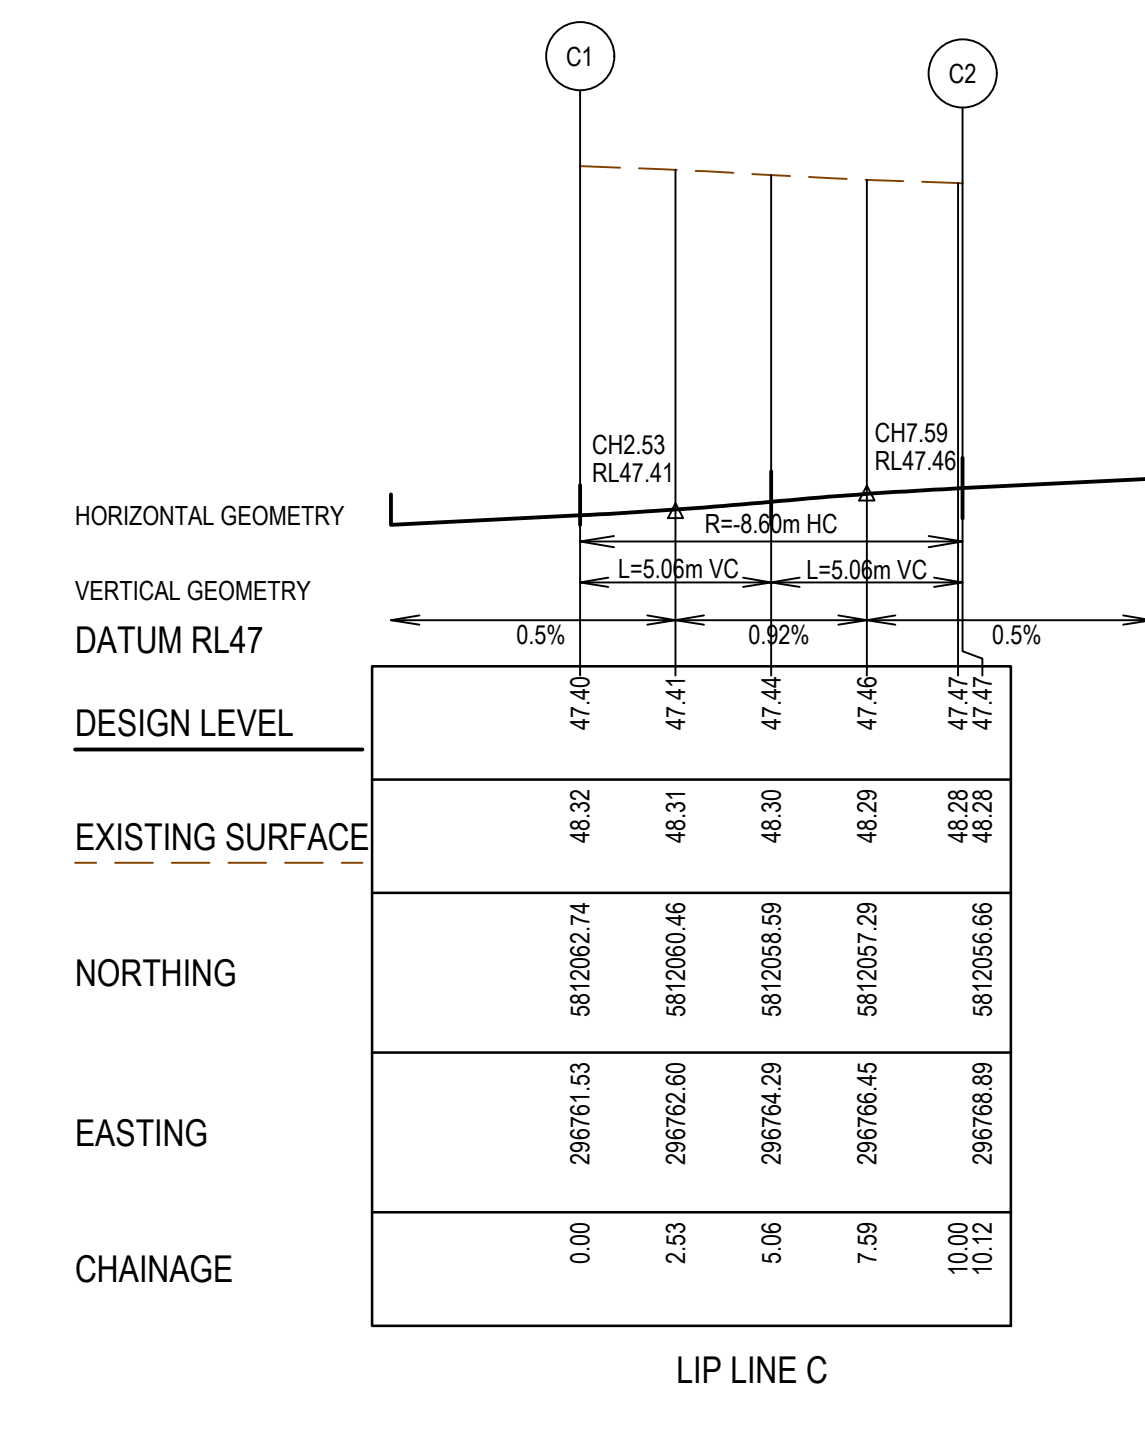 C1
C2
CH2.53
RL47.41
CH7.59
RL47.46
HORIZONTAL GEOMETRY
R=-8.60m HC
L=5.06m VC
L=5.06m VC
VERTICAL GEOMETRY
0.5%
0.92%
0.5%
DATUM RL47
DESIGN LEVEL
47.40
47.41
47.44
47.46
47.47
47.47
EXISTING SURFACE
48.32
48.31
48.30
48.29
48.28
48.28
NORTHING
5812062.74
5812060.46
5812058.59
5812057.29
5812056.66
EASTING
296761.53
296762.60
296764.29
296766.45
296768.89
CHAINAGE
0.00
2.53
5.06
7.59
10.00
10.12
LIP LINE C